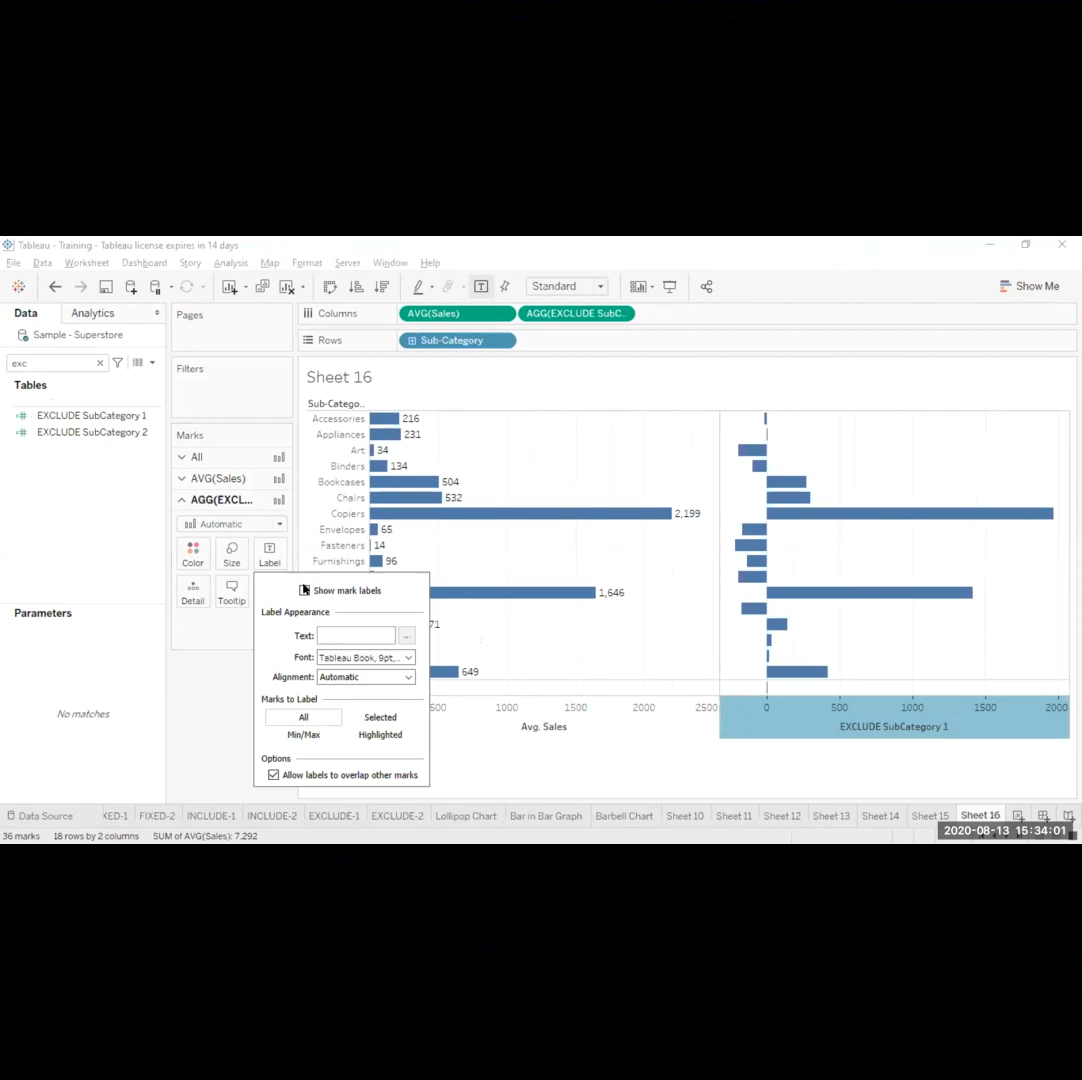 Tableau - Training - Tableau license expires in 14 days
File Data Worksheet Dashboard Story Analysis Map Format Server Window Help
Standard Show Me
Data Analytics
Sample - Superstore
exc
Tables
EXCLUDE SubCategory 1
EXCLUDE SubCategory 2
Parameters
No matches
Pages
Filters
Marks
All
AVG(Sales)
AGG(EXCL...
Automatic
Color Size Label
Detail Tooltip
Columns AVG(Sales) AGG(EXCLUDE SubC..
Rows Sub-Category
Sheet 16
Sub-Catego..
Accessories 216
Appliances 231
Art 34
Binders 134
Bookcases 504
Chairs 532
Copiers 2,199
Envelopes 65
Fasteners 14
Furnishings 96
1,646
71
649
500 1000 1500 2000 2500 0 500 1000 1500 2000
Avg. Sales EXCLUDE SubCategory 1
Show mark labels
Label Appearance
Text: ...
Font: Tableau Book, 9pt,...
Alignment: Automatic
Marks to Label
All Selected
Min/Max Highlighted
Options
Allow labels to overlap other marks
Data Source XED-1 FIXED-2 INCLUDE-1 INCLUDE-2 EXCLUDE-1 EXCLUDE-2 Lollipop Chart Bar in Bar Graph Barbell Chart Sheet 10 Sheet 11 Sheet 12 Sheet 13 Sheet 14 Sheet 15 Sheet 16
36 marks 18 rows by 2 columns SUM of AVG(Sales): 7,292
2020-08-13 15:34:01